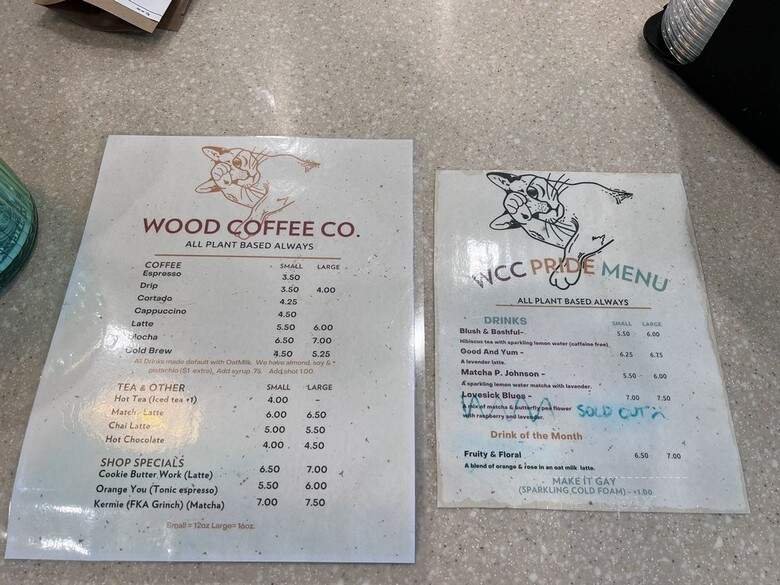 WOOD COFFEE CO.
ALL PLANT BASED ALWAYS
COFFEE SMALL LARGE
Espresso 3.50
Drip 3.50 4.00
Cortado 4.25
Cappuccino 4.50
Latte 5.50 6.00
Mocha 6.50 7.00
Cold Brew 4.50 5.25
All Drinks made default with OatMilk. We have almond, soy &
pistachio ($1 extra), Add syrup .75. Add shot 1.00.
TEA & OTHER SMALL LARGE
Hot Tea (Iced tea +1) 4.00 -
Matcha Latte 6.00 6.50
Chai Latte 5.00 5.50
Hot Chocolate 4.00 4.50
SHOP SPECIALS
Cookie Butter Work (Latte) 6.50 7.00
Orange You (Tonic espresso) 5.50 6.00
Kermie (FKA Grinch) (Matcha) 7.00 7.50
Small = 12oz Large= 16oz.
WCC PRIDE MENU
ALL PLANT BASED ALWAYS
DRINKS SMALL LARGE
Blush & Bashful- 5.50 6.00
Hibiscus tea with sparkling lemon water (caffeine free).
Good And Yum - 6.25 6.75
A lavender latte.
Matcha P. Johnson - 5.50 - 6.00
A sparkling lemon water matcha with lavender.
Lovesick Blues - 7.00 7.50
A mix of matcha & butterfly pea flower
with raspberry and lavender.
SOLD OUT
Drink of the Month
Fruity & Floral 6.50 7.00
A blend of orange & rose in an oat milk latte.
MAKE IT GAY
(SPARKLING COLD FOAM) - +1.00